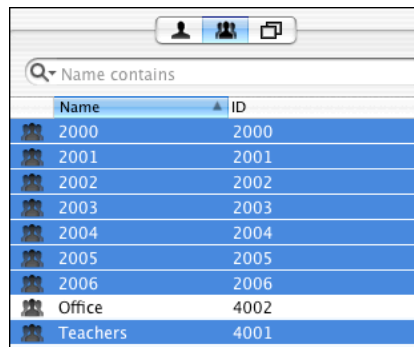 Name contains
Name ID
2000 2000
2001 2001
2002 2002
2003 2003
2004 2004
2005 2005
2006 2006
Office 4002
Teachers 4001